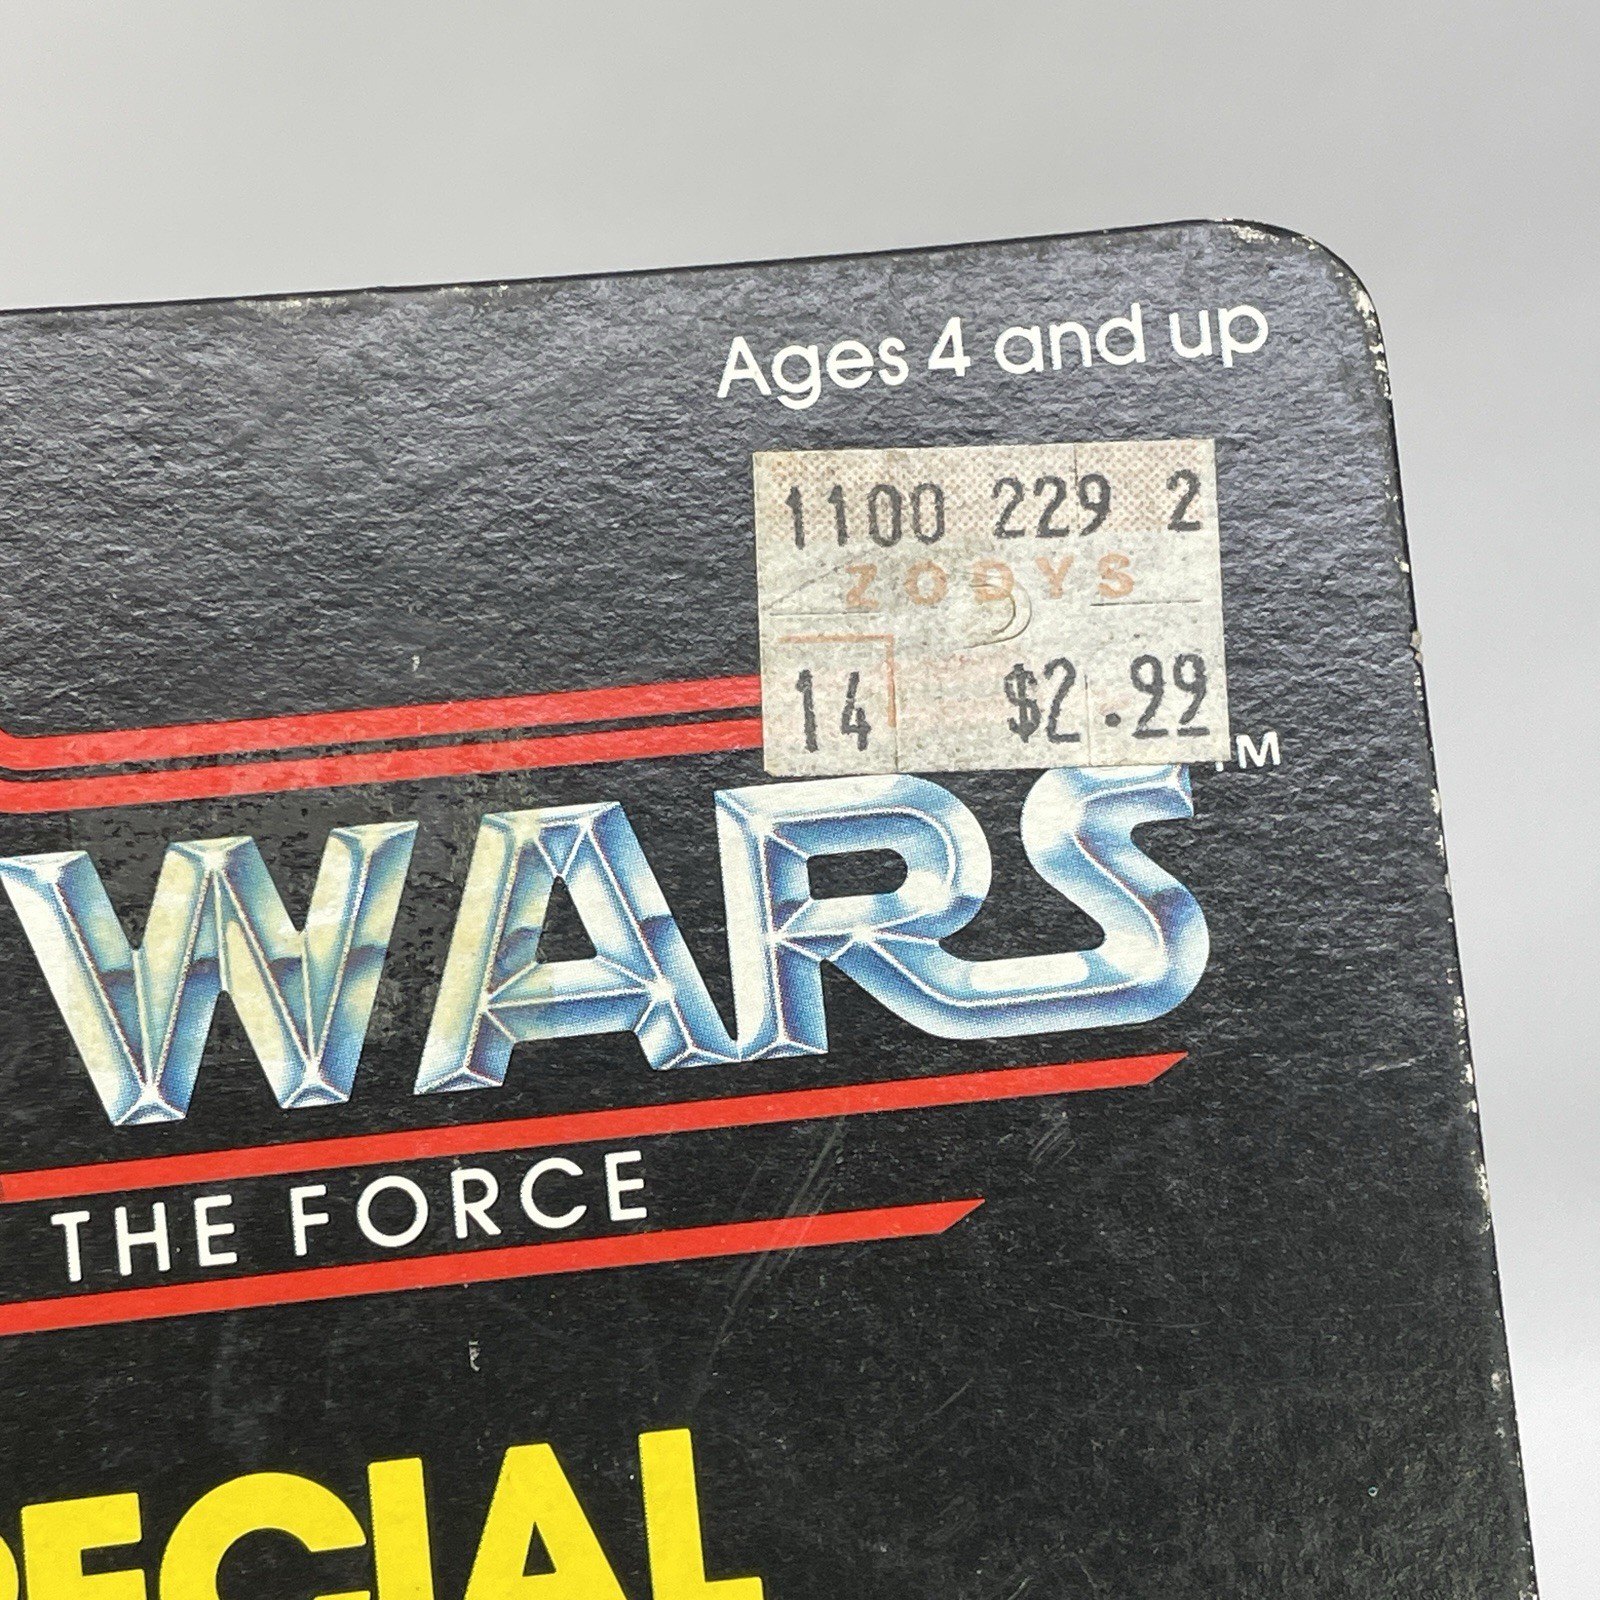 Ages 4 and up
1100 229 2
ZODYS
14 $2.99
TM
WARS
THE FORCE
PECIAL